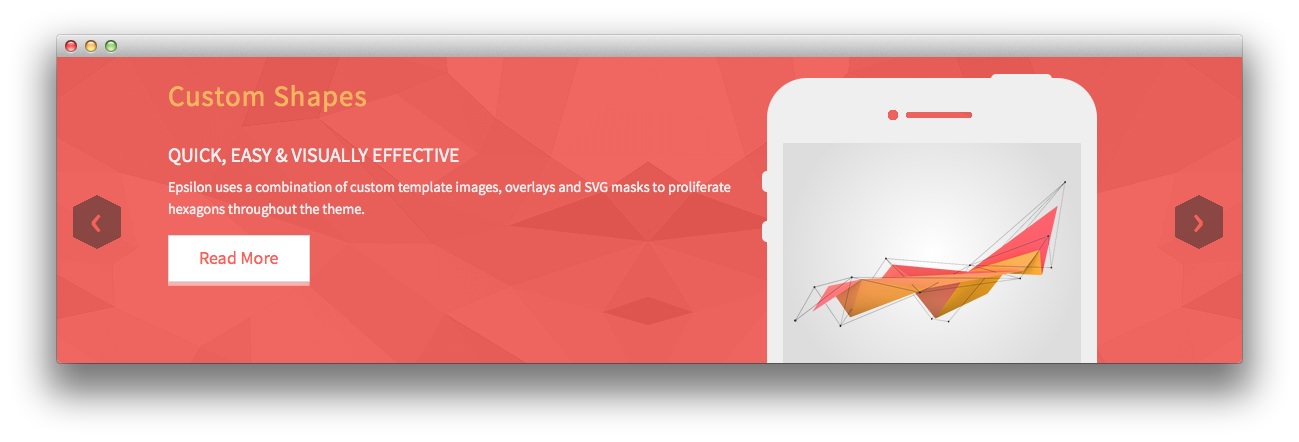 Custom Shapes
QUICK, EASY & VISUALLY EFFECTIVE
Epsilon uses a combination of custom template images, overlays and SVG masks to proliferate
hexagons throughout the theme.
Read More